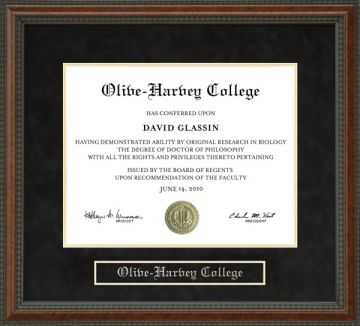 Olive-Harvey College
HAS CONFERRED UPON
DAVID GLASSIN
HAVING DEMONSTRATED ABILITY BY ORIGINAL RESEARCH IN BIOLOGY
THE DEGREE OF DOCTOR OF PHILOSOPHY
WITH ALL THE RIGHTS AND PRIVILEGES THERETO PERTAINING
ISSUED BY THE BOARD OF REGENTS
UPON RECOMMENDATION OF THE FACULTY
JUNE 14, 2010
PROVOST
PRESIDENT
Olive-Harvey College